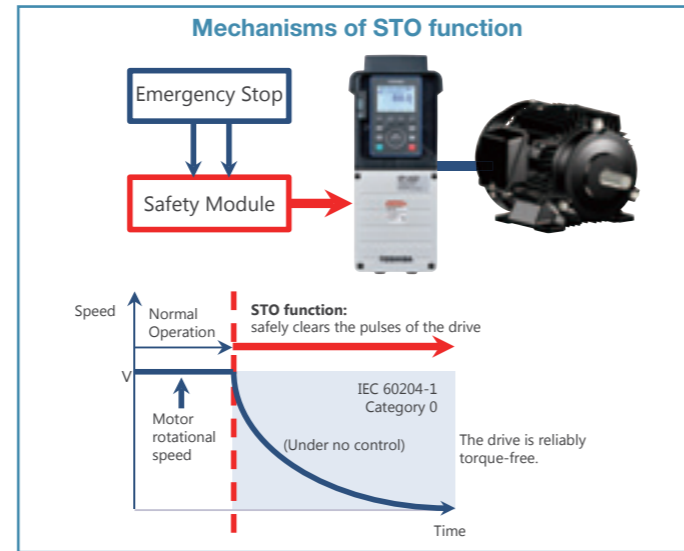 Mechanisms of STO function
Emergency Stop
Safety Module
TOSHIBA
Speed
Normal
Operation
STO function:
safely clears the pulses of the drive
V
IEC 60204-1
Category 0
Motor
rotational
speed
(Under no control)
The drive is reliably
torque-free.
Time